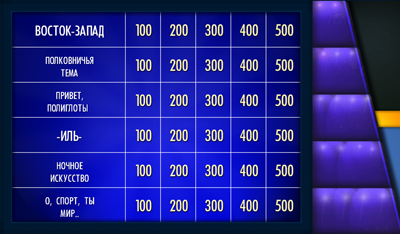 ВОСТОК-ЗАПАД 100 200 300 400 500
ПОЛКОВНИЧЬЯ
ТЕМА 100 200 300 400 500
ПРИВЕТ,
ПОЛИГЛОТЫ 100 200 300 400 500
-ИЛЬ- 100 200 300 400 500
НОЧНОЕ
ИСКУССТВО 100 200 300 400 500
О, СПОРТ, ТЫ
МИР.. 100 200 300 400 500